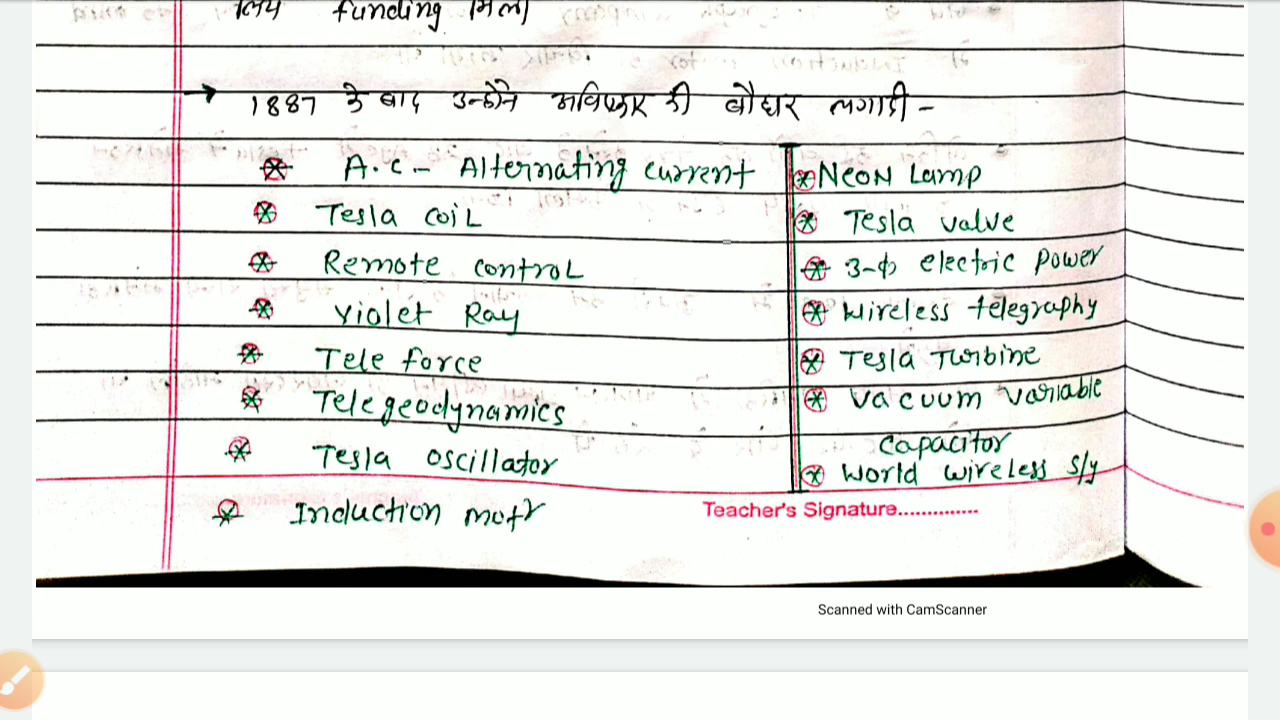 लिये funding मिली
→ 1887 के बाद उन्होंने अविष्कार की बौछार लगादी -
A.C - Alternating current
Tesla coil
Remote control
Violet Ray
Tele force
Telegeodynamics
Tesla oscillator
Induction motr
Neon Lamp
Tesla valve
3-ф electric power
Wireless telegraphy
Tesla Turbine
Vacuum variable
capacitor
World wireless s/y
Teacher's Signature..............
Scanned with CamScanner